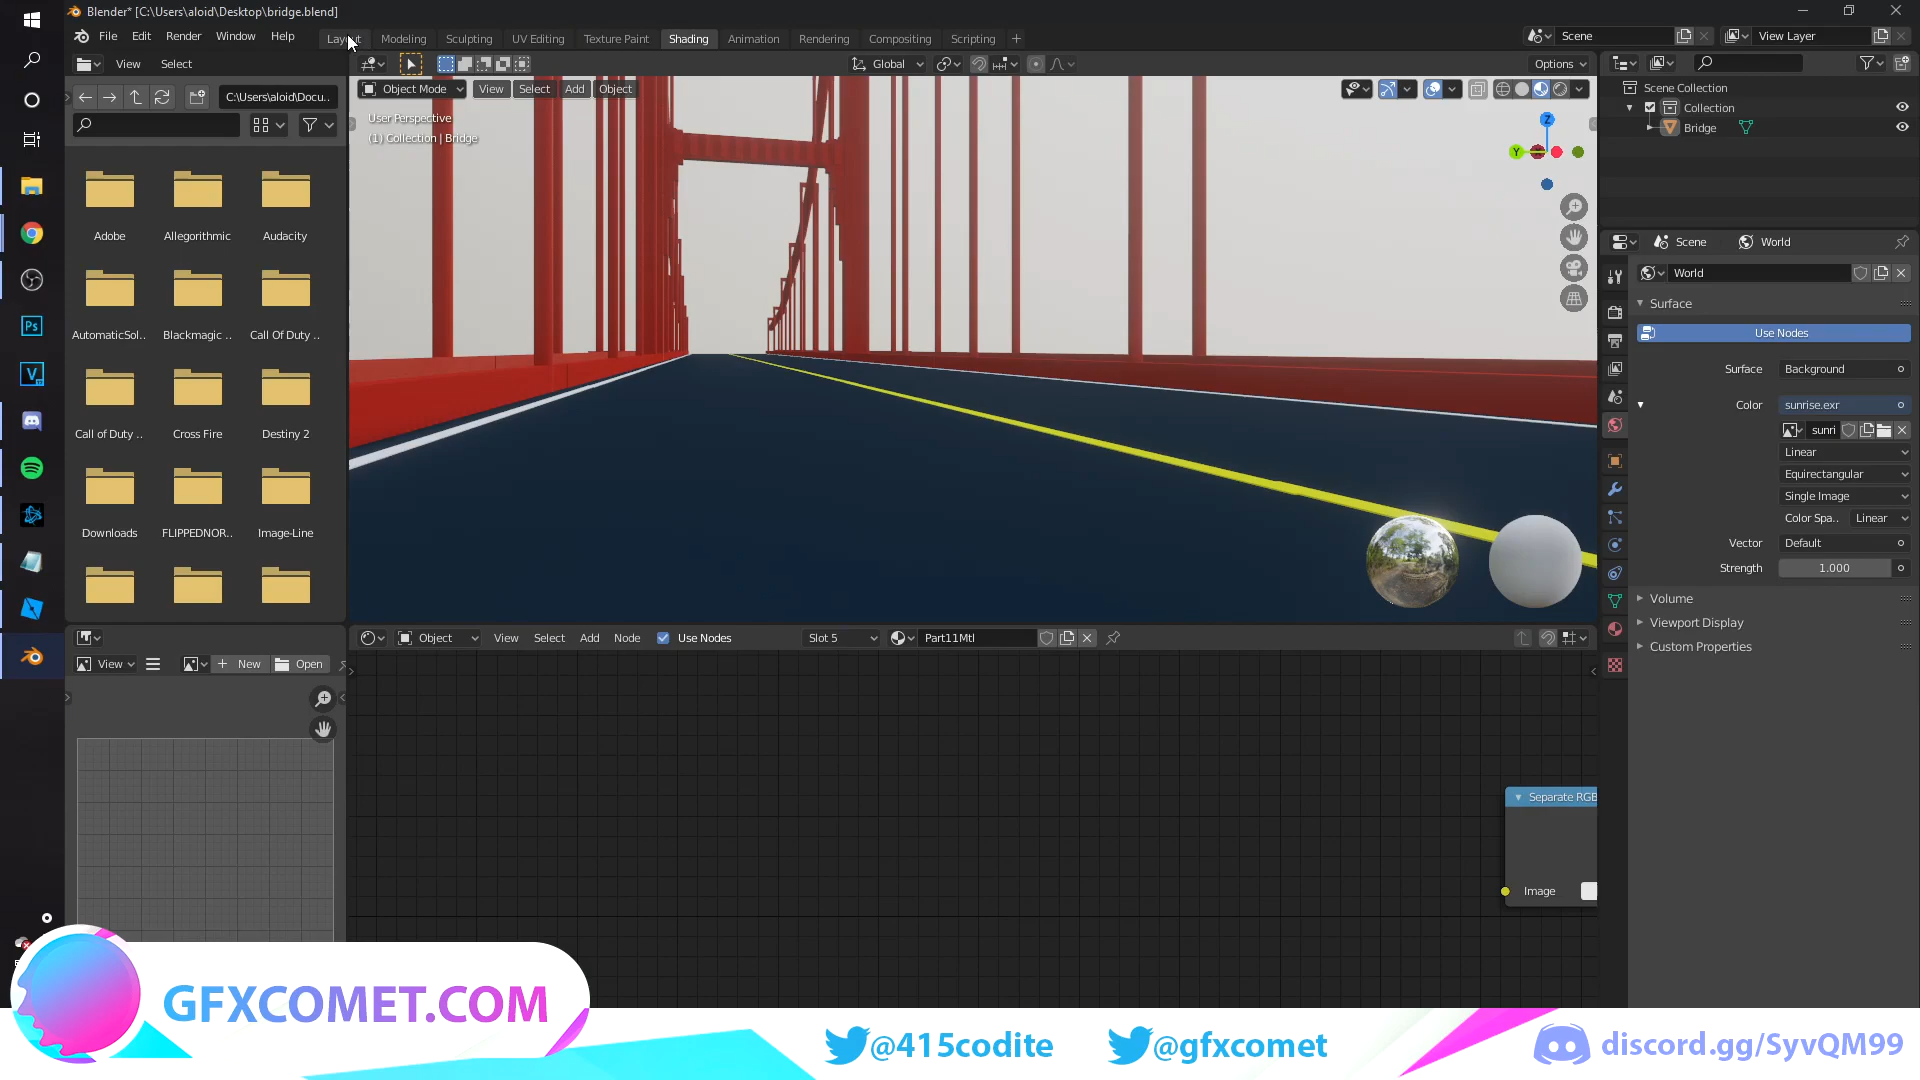 Blender* [C:\Users\aloid\Desktop\bridge.blend]
File Edit Render Window Help
Layout Modeling Sculpting UV Editing Texture Paint Shading Animation Rendering Compositing Scripting +
Scene
View Layer
View Select
Global
Options
C:\Users\aloid\Docu..
Object Mode View Select Add Object
User Perspective
(1) Collection | Bridge
Z
Y
Scene Collection
Collection
Bridge
Adobe Allegorithmic Audacity
AutomaticSol.. Blackmagic .. Call Of Duty ..
Call of Duty .. Cross Fire Destiny 2
Downloads FLIPPEDNOR.. Image-Line
Scene World
World
Surface
Use Nodes
Surface Background
Color sunrise.exr
sunri
Linear
Equirectangular
Single Image
Color Spa.. Linear
Vector Default
Strength 1.000
Volume
Viewport Display
Custom Properties
Object View Select Add Node Use Nodes Slot 5 Part11Mtl
View + New Open
Separate RGB
Image
Ps
V
GFXCOMET.COM
@415codite
@gfxcomet
discord.gg/SyvQM99